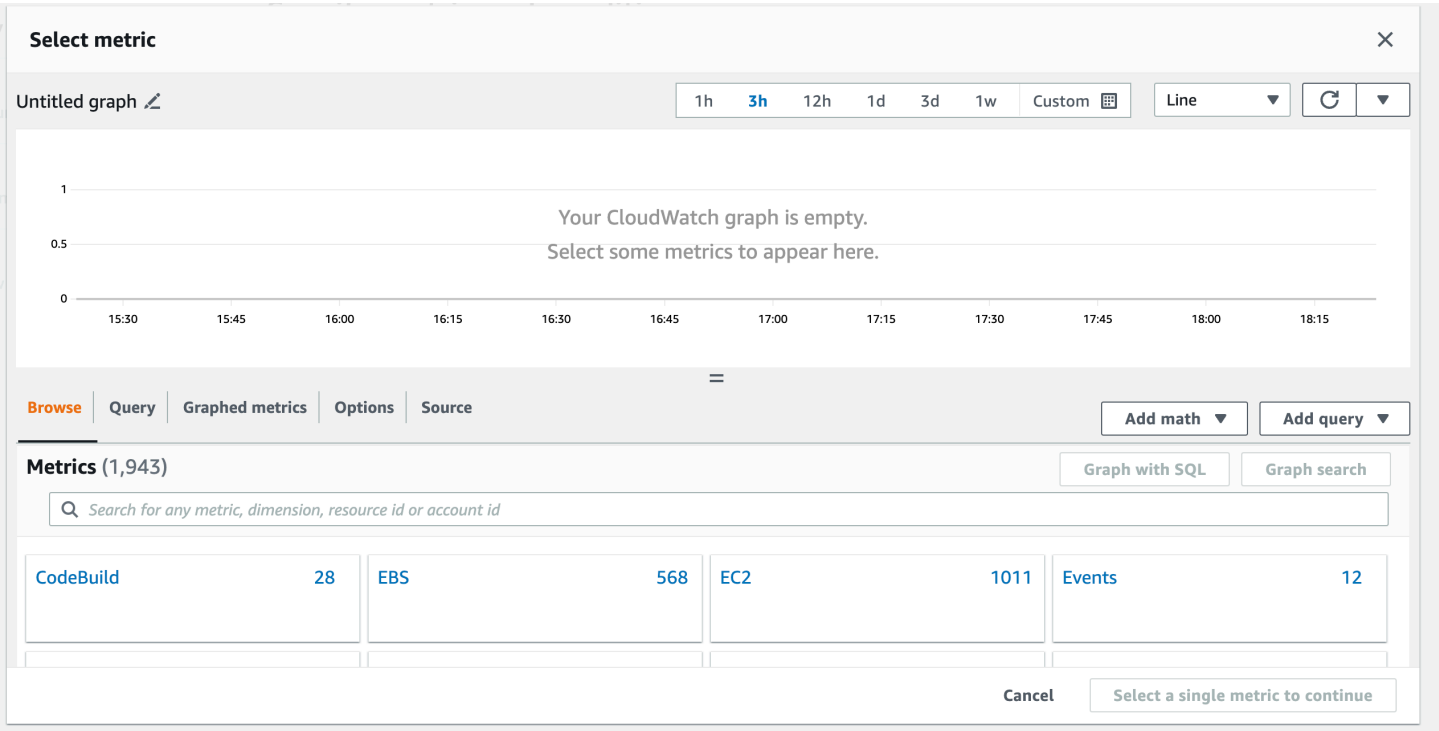 Select metric
Untitled graph
1h 3h 12h 1d 3d 1w Custom
Line
1
Your CloudWatch graph is empty.
0.5
Select some metrics to appear here.
0
15:30 15:45 16:00 16:15 16:30 16:45 17:00 17:15 17:30 17:45 18:00 18:15
Browse Query Graphed metrics Options Source
Add math Add query
Metrics (1,943)
Graph with SQL Graph search
Search for any metric, dimension, resource id or account id
CodeBuild 28 EBS 568 EC2 1011 Events 12
Cancel Select a single metric to continue